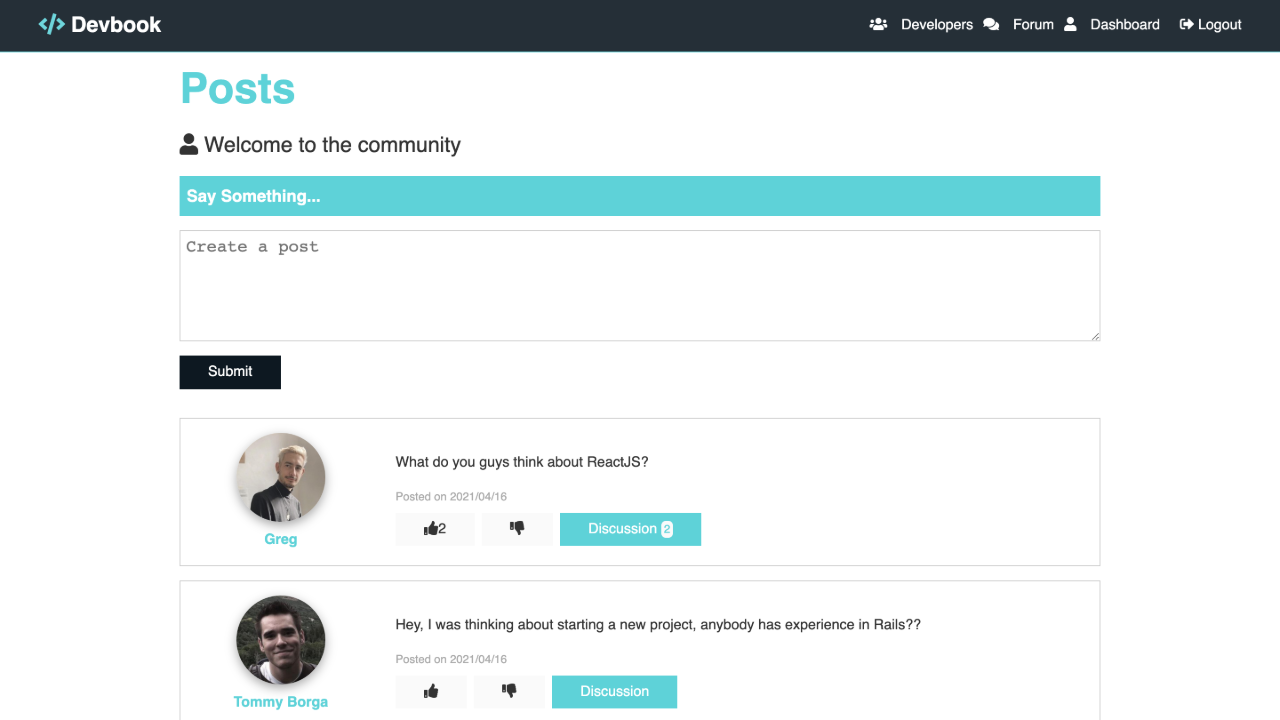 </> Devbook
Developers Forum Dashboard Logout
Posts
Welcome to the community
Say Something...
Create a post
Submit
What do you guys think about ReactJS?
Posted on 2021/04/16
2 Discussion 2
Greg
Hey, I was thinking about starting a new project, anybody has experience in Rails??
Posted on 2021/04/16
Discussion
Tommy Borga